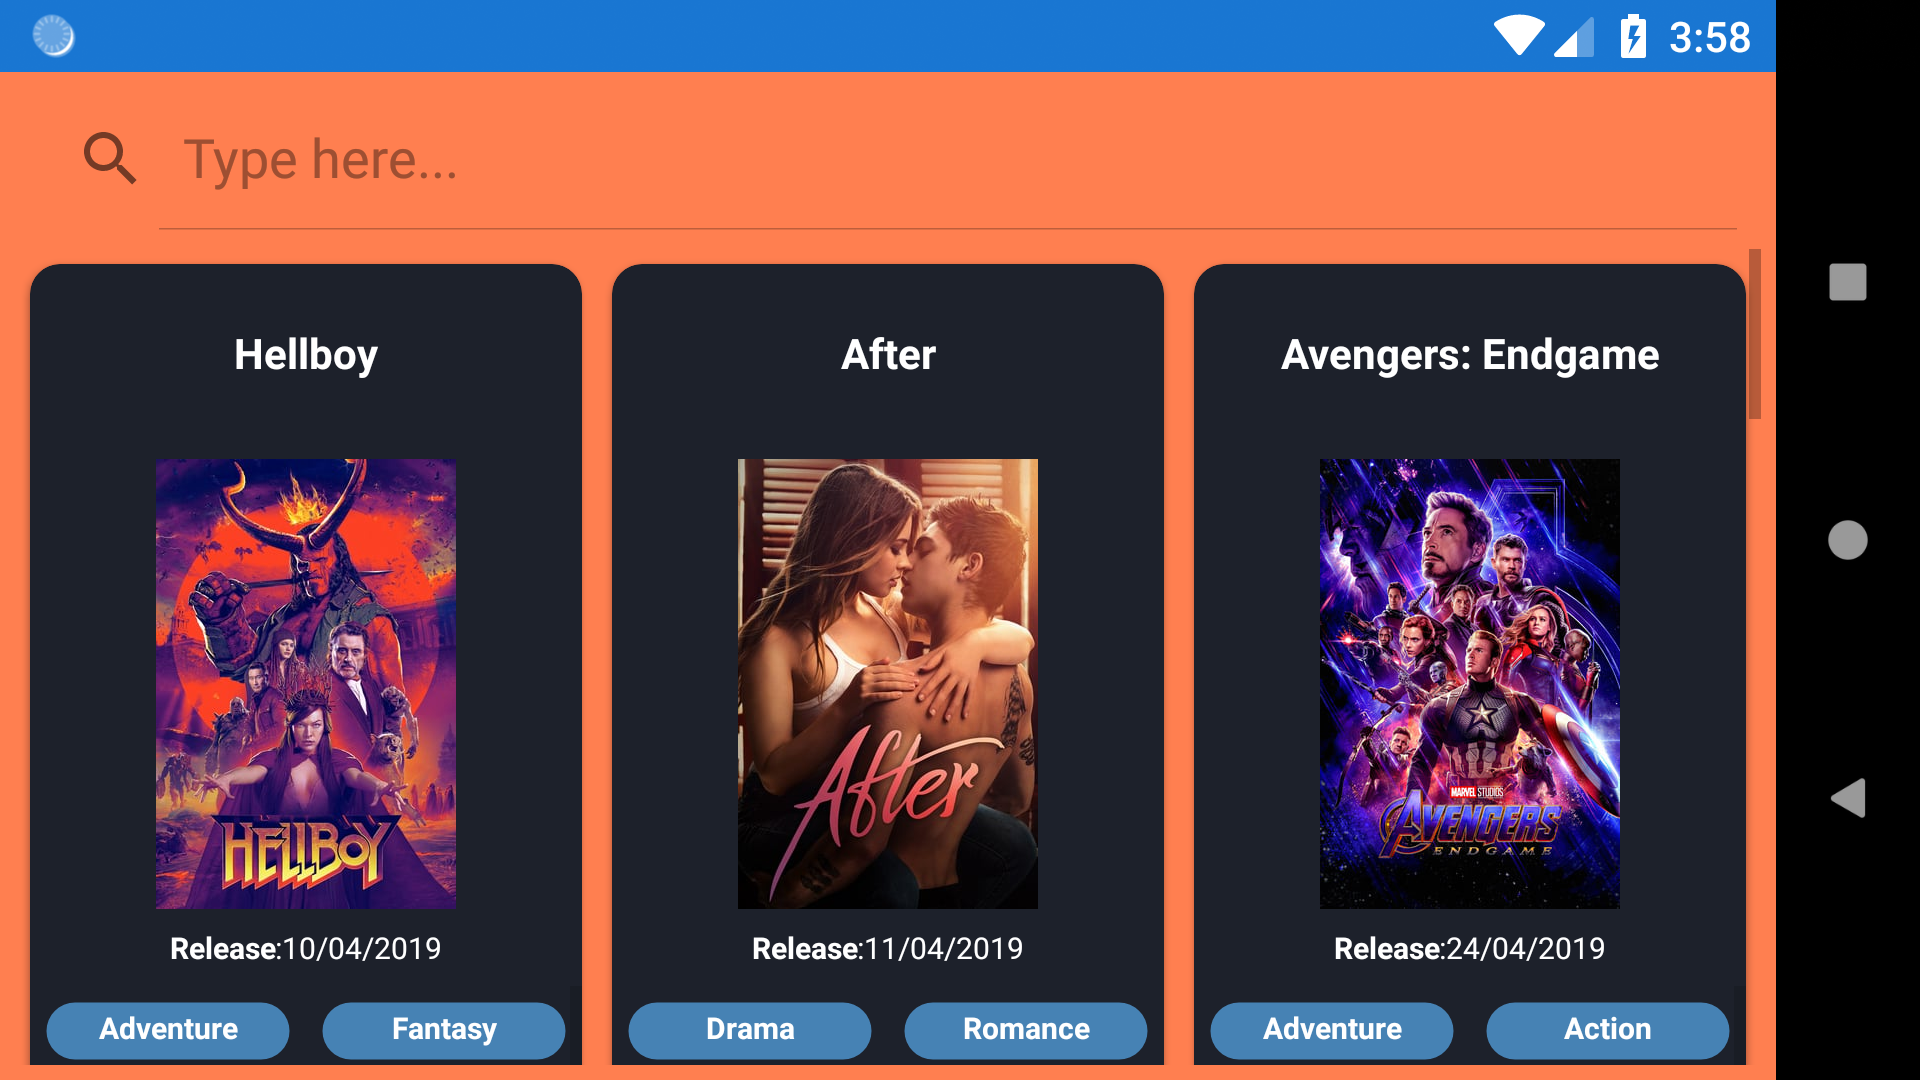 3:58
Type here...
Hellboy
After
Avengers: Endgame
HELLBOY
After
MARVEL STUDIOS
AVENGERS
ENDGAME
Release:10/04/2019
Release:11/04/2019
Release:24/04/2019
Adventure
Fantasy
Drama
Romance
Adventure
Action